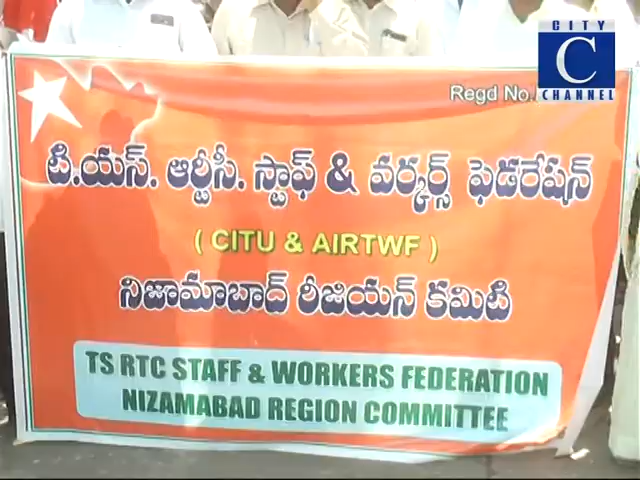 CITY
C
CHANNEL
Regd No.
టి.యస్. ఆర్టీసీ. స్టాఫ్ & వర్కర్స్ ఫెడరేషన్
( CITU & AIRTWF )
నిజామాబాద్ రీజియన్ కమిటి
TS RTC STAFF & WORKERS FEDERATION
NIZAMABAD REGION COMMITTEE